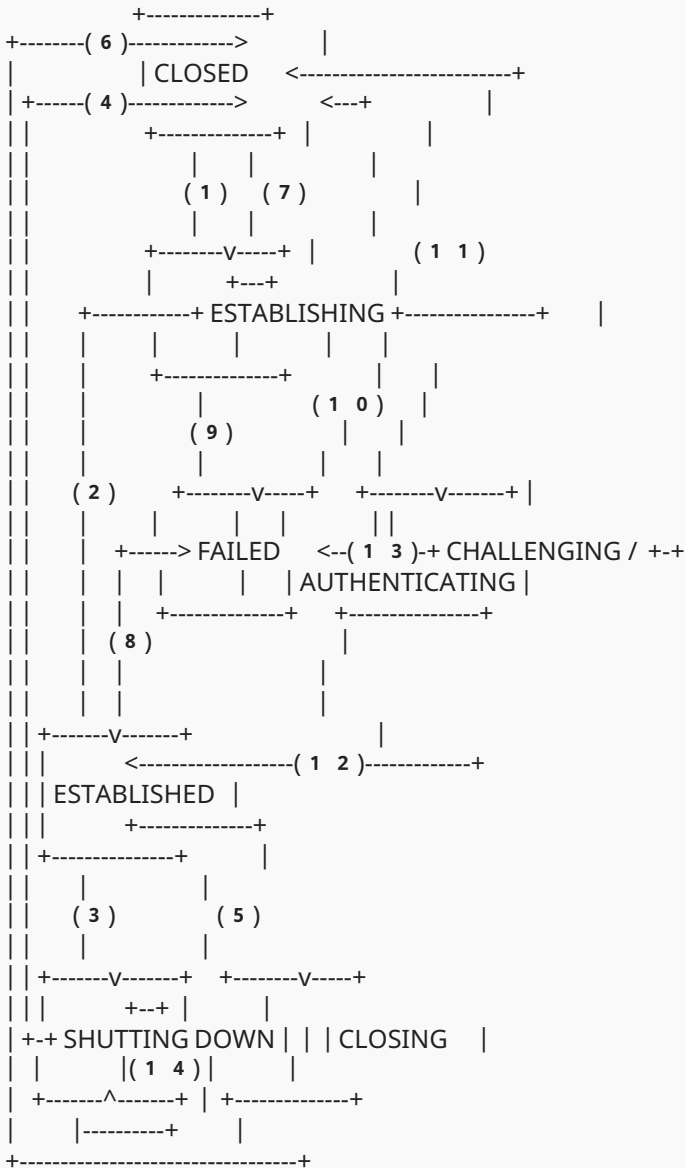 +--------------+
+--------( 6 )------------->         |
|              | CLOSED     <--------------------------+
| +------( 4 )------------->         <---+              |
| |              +--------------+   |              |
| |                    |      |              |
| |                   ( 1 )    ( 7 )             |
| |                    |      |              |
| |              +--------v-----+   |            ( 1   1 )
| |              |         +---+              |
| |      +------------+ ESTABLISHING +----------------+      |
| |      |        |         |          |      |
| |      |        +--------------+          |      |
| |      |            |             ( 1   0 )     |
| |      |           ( 9 )            |      |
| |      |            |             |      |
| |     ( 2 )       +--------v-----+     +--------v-------+ |
| |      |        |         |     |         | |
| |      |    +------> FAILED     <--( 1   3 )-+ CHALLENGING /  +-+
| |      |    |    |         |     | AUTHENTICATING |
| |      |    |    +--------------+     +----------------+
| |      |   ( 8 )                       |
| |      |    |                       |
| |      |    |                       |
| | +-------v-------+                       |
| | |         <-------------------( 1   2 )-------------+
| | | ESTABLISHED   |
| | |         +--------------+
| | +---------------+         |
| |      |              |
| |     ( 3 )             ( 5 )
| |      |              |
| | +-------v-------+     +--------v-----+
| | |         +--+  |         |
| +-+ SHUTTING DOWN |  |  | CLOSING     |
|   |         |( 1   4 ) |         |
|   +-------^-------+  |  +--------------+
|        |----------+         |
+----------------------------------+